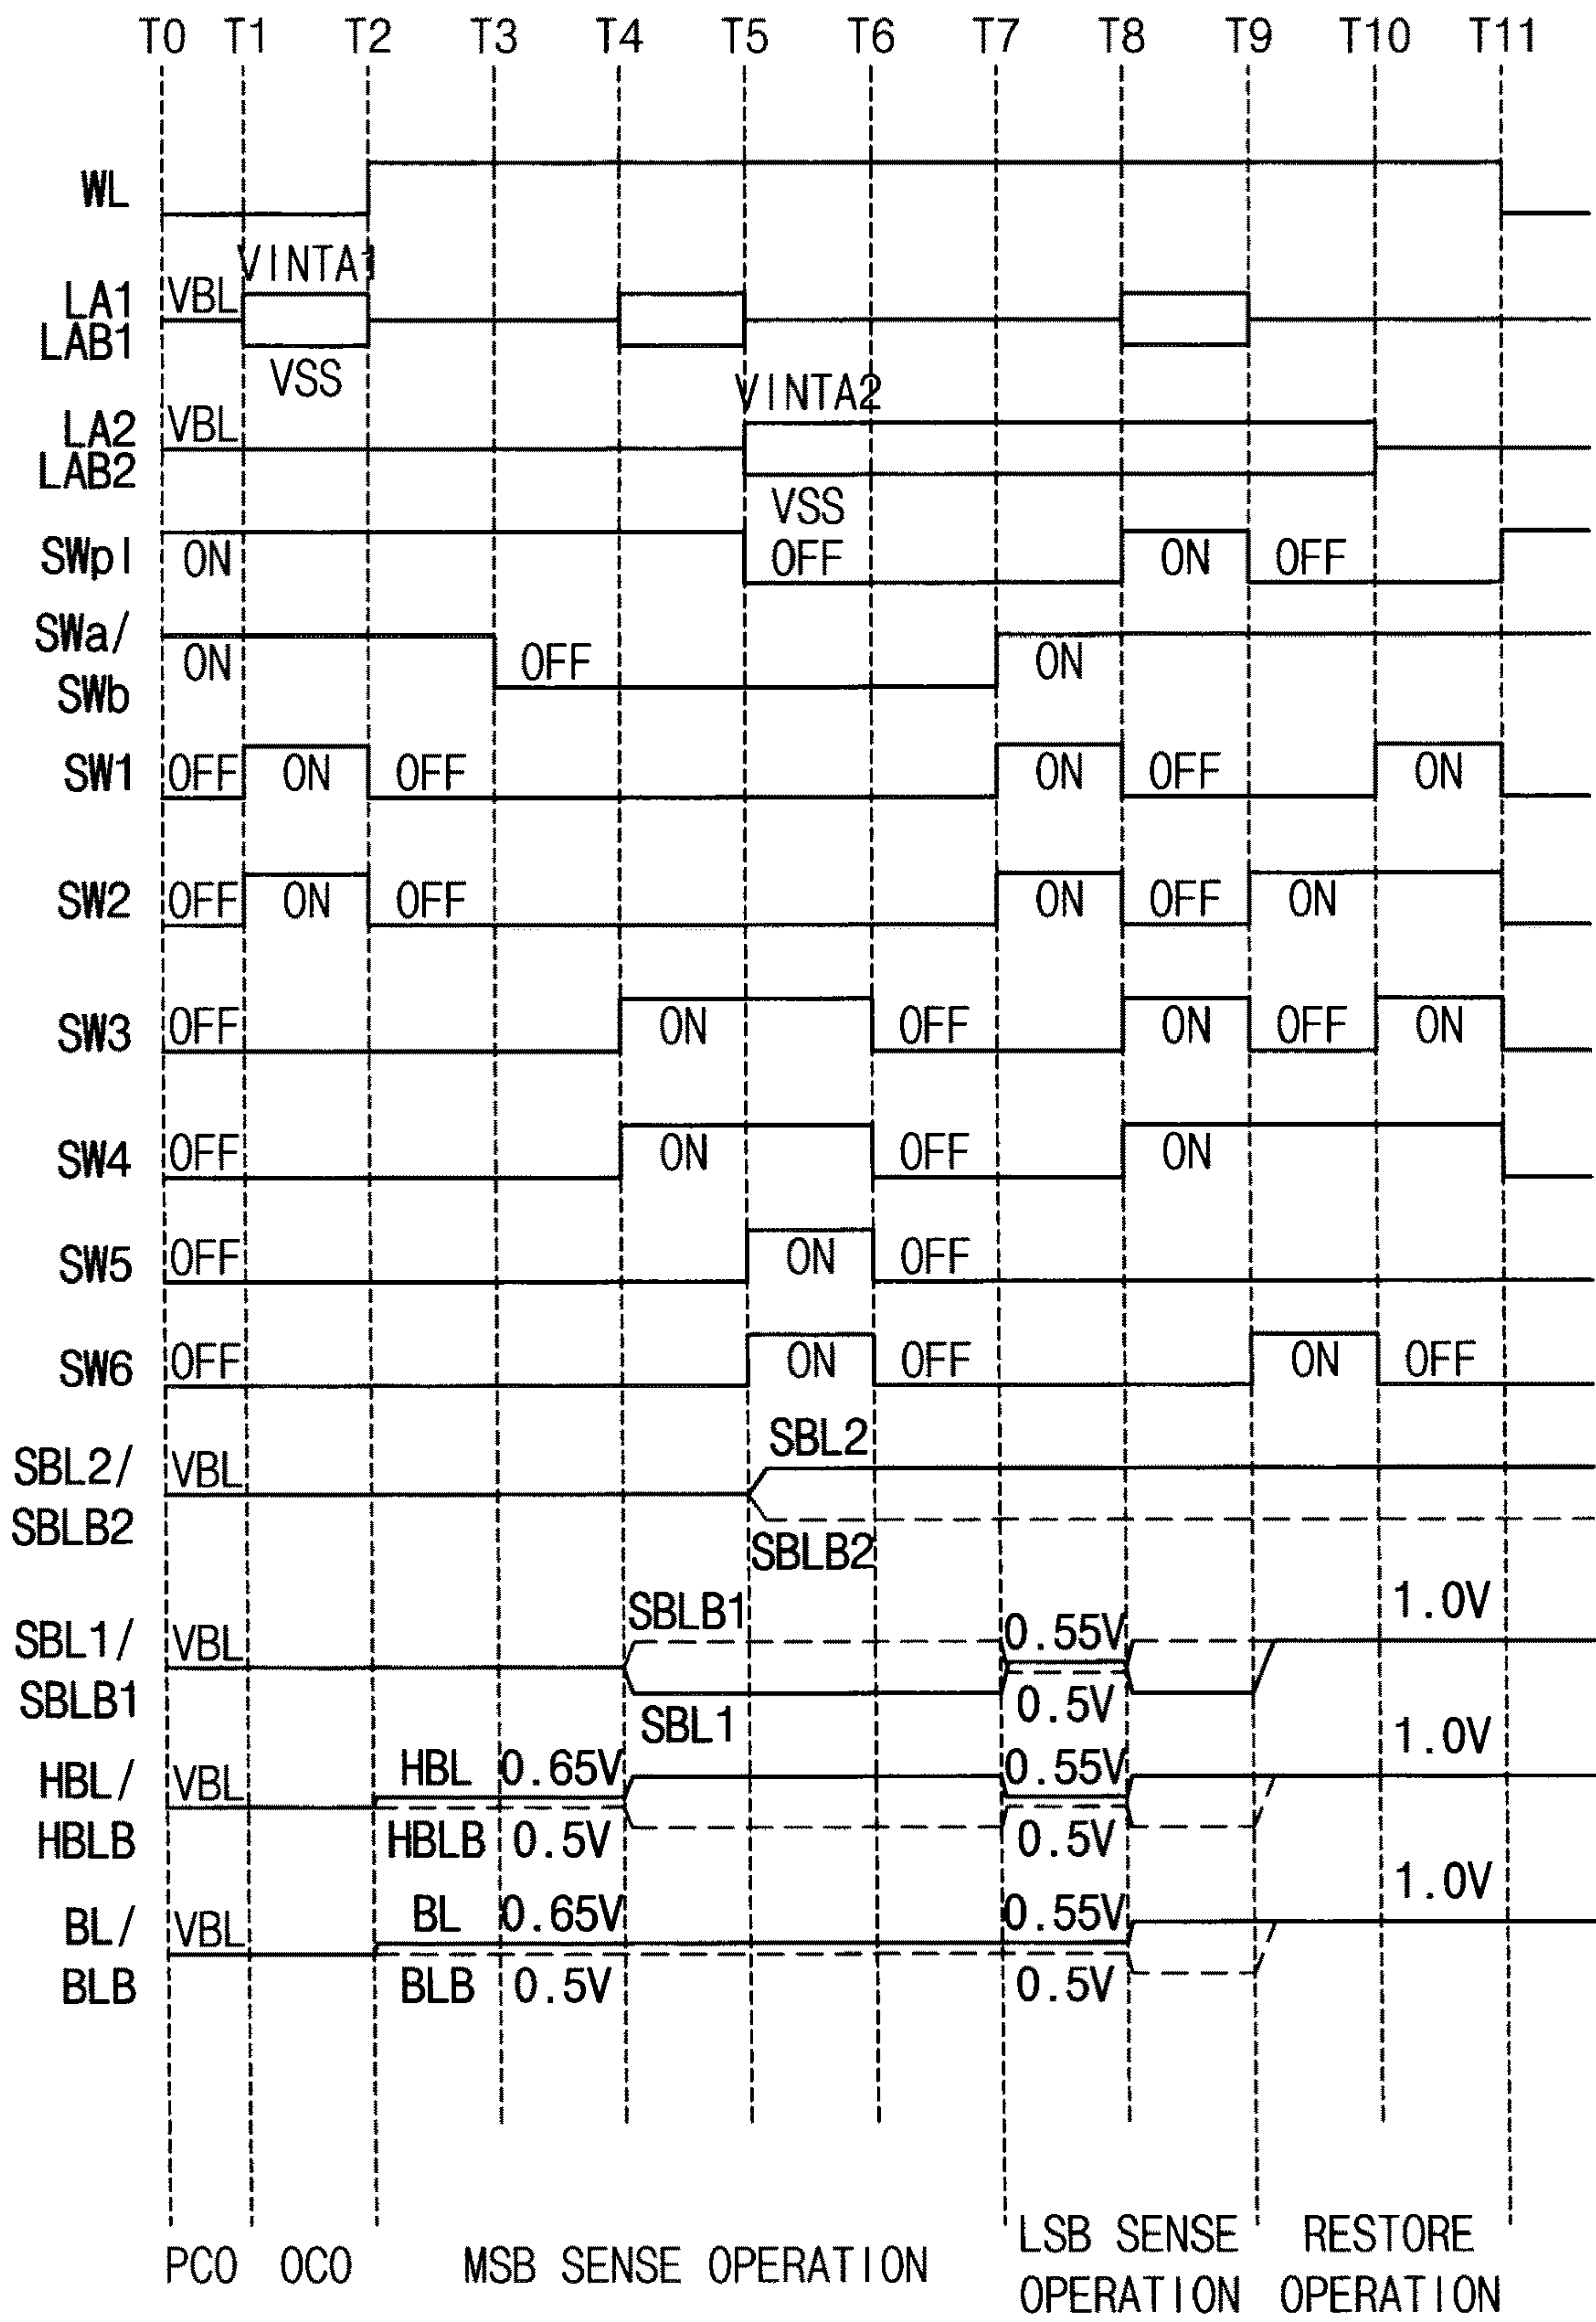 T0 T1 T2 T3 T4 T5 T6 T7 T8 T9 T10 T11
WL
VINTA1
LA1 VBL
LAB1
VSS
VINTA2
LA2 VBL
LAB2
VSS
SWpl ON OFF ON OFF
SWa/
ON OFF ON
SWb
SW1 OFF ON OFF ON OFF ON
SW2 OFF ON OFF ON OFF ON
SW3 OFF ON OFF ON OFF ON
SW4 OFF ON OFF ON
SW5 OFF ON OFF
SW6 OFF ON OFF ON OFF
SBL2
SBL2/ VBL
SBLB2
SBLB2
SBLB1 1.0V
SBL1/ VBL 0.55V
SBLB1 0.5V
SBL1 1.0V
HBL/ VBL HBL 0.65V 0.55V
HBLB HBLB 0.5V 0.5V
1.0V
BL/ VBL BL 0.65V 0.55V
BLB BLB 0.5V 0.5V
PCO OCO MSB SENSE OPERATION
LSB SENSE
OPERATION
RESTORE
OPERATION